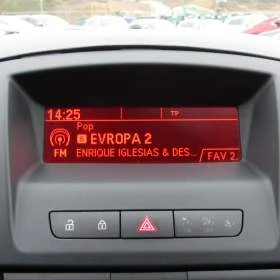 14:25 TP
Pop
EVROPA 2
FM ENRIQUE IGLESIAS & DES...
FAV 2